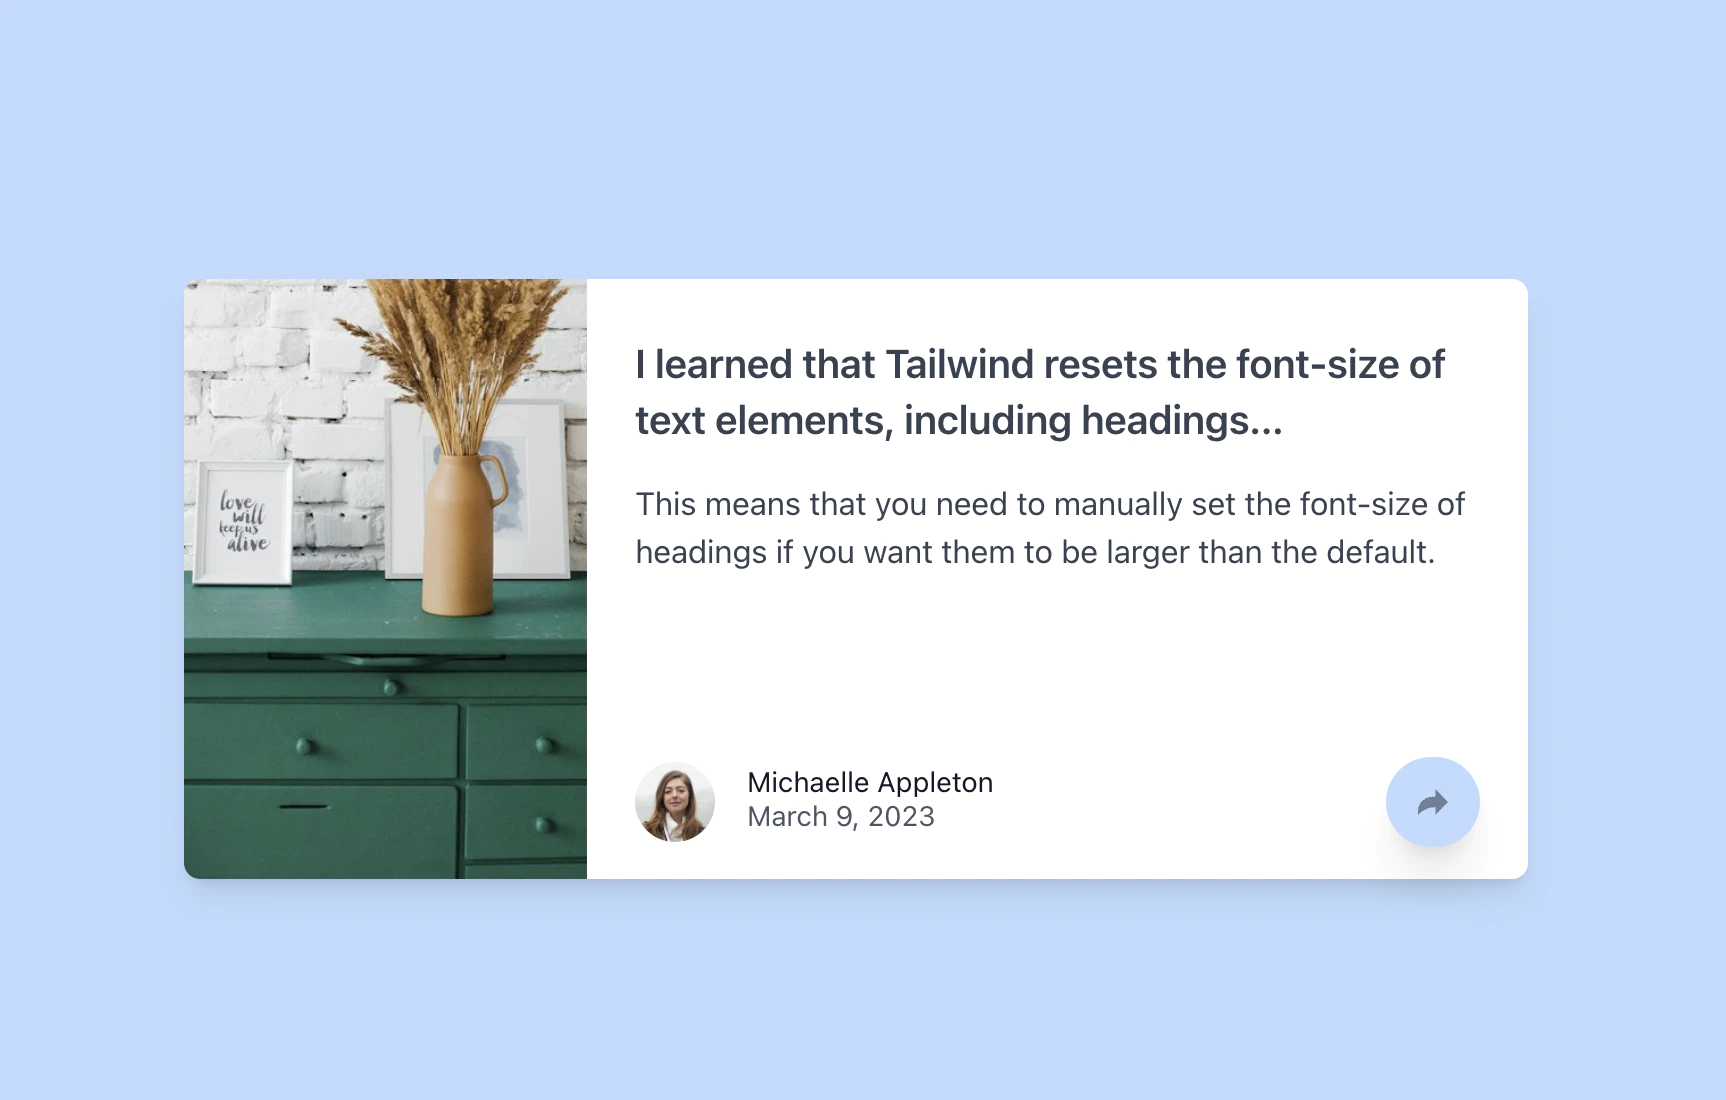 I learned that Tailwind resets the font-size of
text elements, including headings...
This means that you need to manually set the font-size of
headings if you want them to be larger than the default.
love
will
keep us
alive
Michaelle Appleton
March 9, 2023